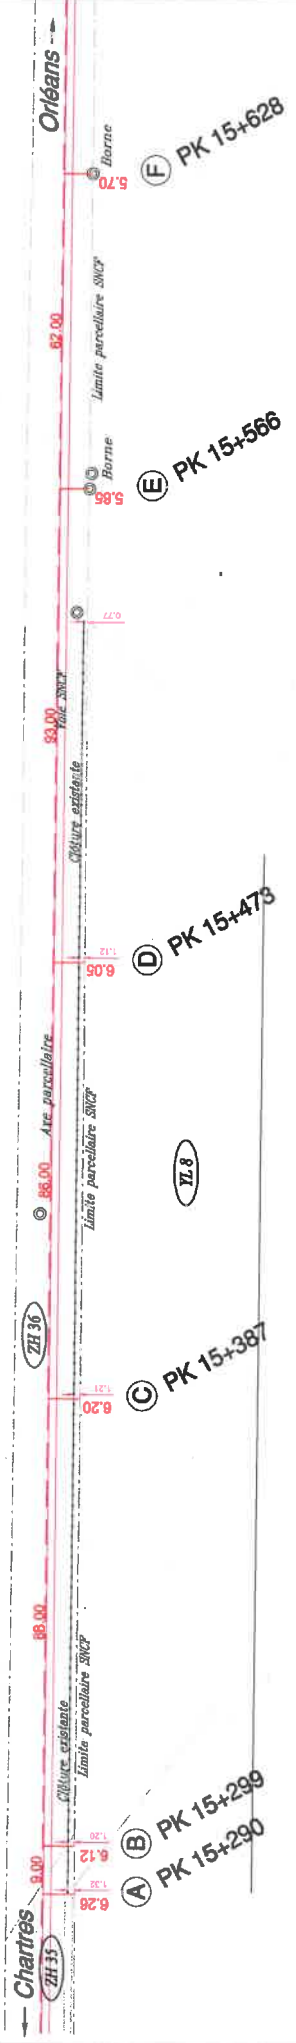 Orléans
Borne
5.70
F PK 15+628
62.00
Limite parcellaire SNCF
Borne
5.85
E PK 15+566
0.77
93.00
Voie SNCF
Clôture existante
1.12
6.05
D PK 15+473
Axe parcellaire
86.00
Limite parcellaire SNCF
YL 8
ZH 36
1.21
6.20
C PK 15+387
88.00
Clôture existante
Limite parcellaire SNCF
1.20
6.12
B PK 15+299
9.00
1.32
6.26
A PK 15+290
Chartres
ZH 35